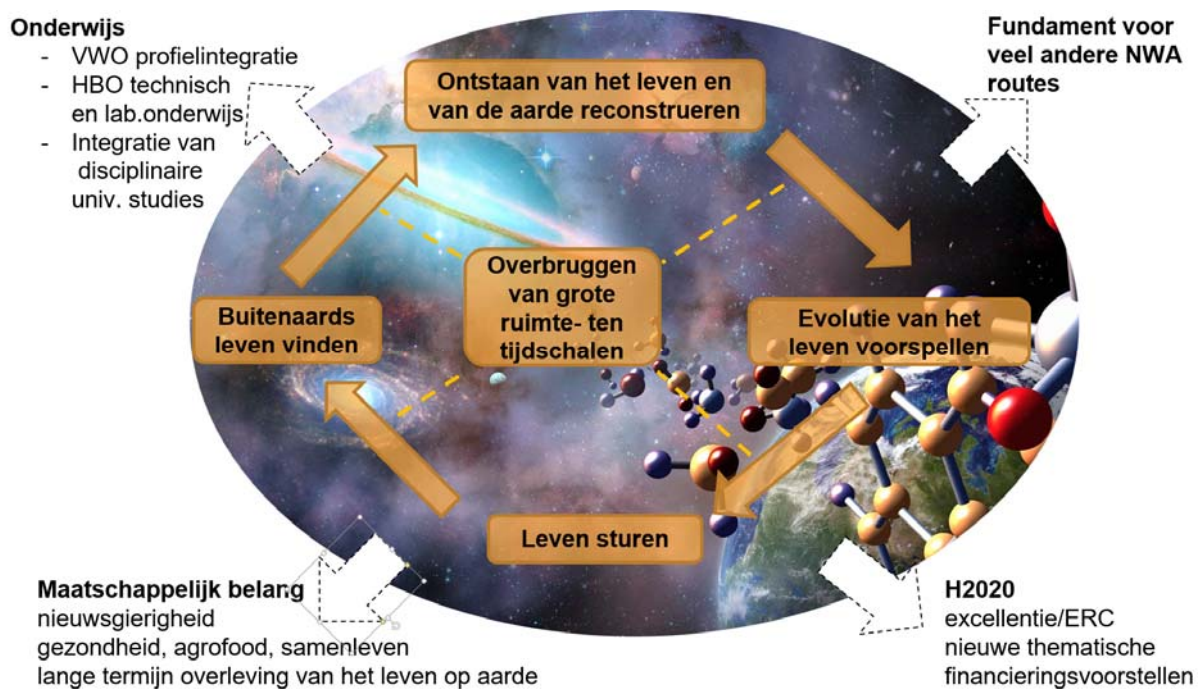 Onderwijs
- VWO profielintegratie
- HBO technisch
en lab.onderwijs
- Integratie van
disciplinaire
univ. studies
Fundament voor
veel andere NWA
routes
Ontstaan van het leven en
van de aarde reconstrueren
Buitenaards
leven vinden
Overbruggen
van grote
ruimte- ten
tijdschalen
Evolutie van het
leven voorspellen
Leven sturen
Maatschappelijk belang
nieuwsgierigheid
gezondheid, agrofood, samenleven
lange termijn overleving van het leven op aarde
H2020
excellentie/ERC
nieuwe thematische
financieringsvoorstellen